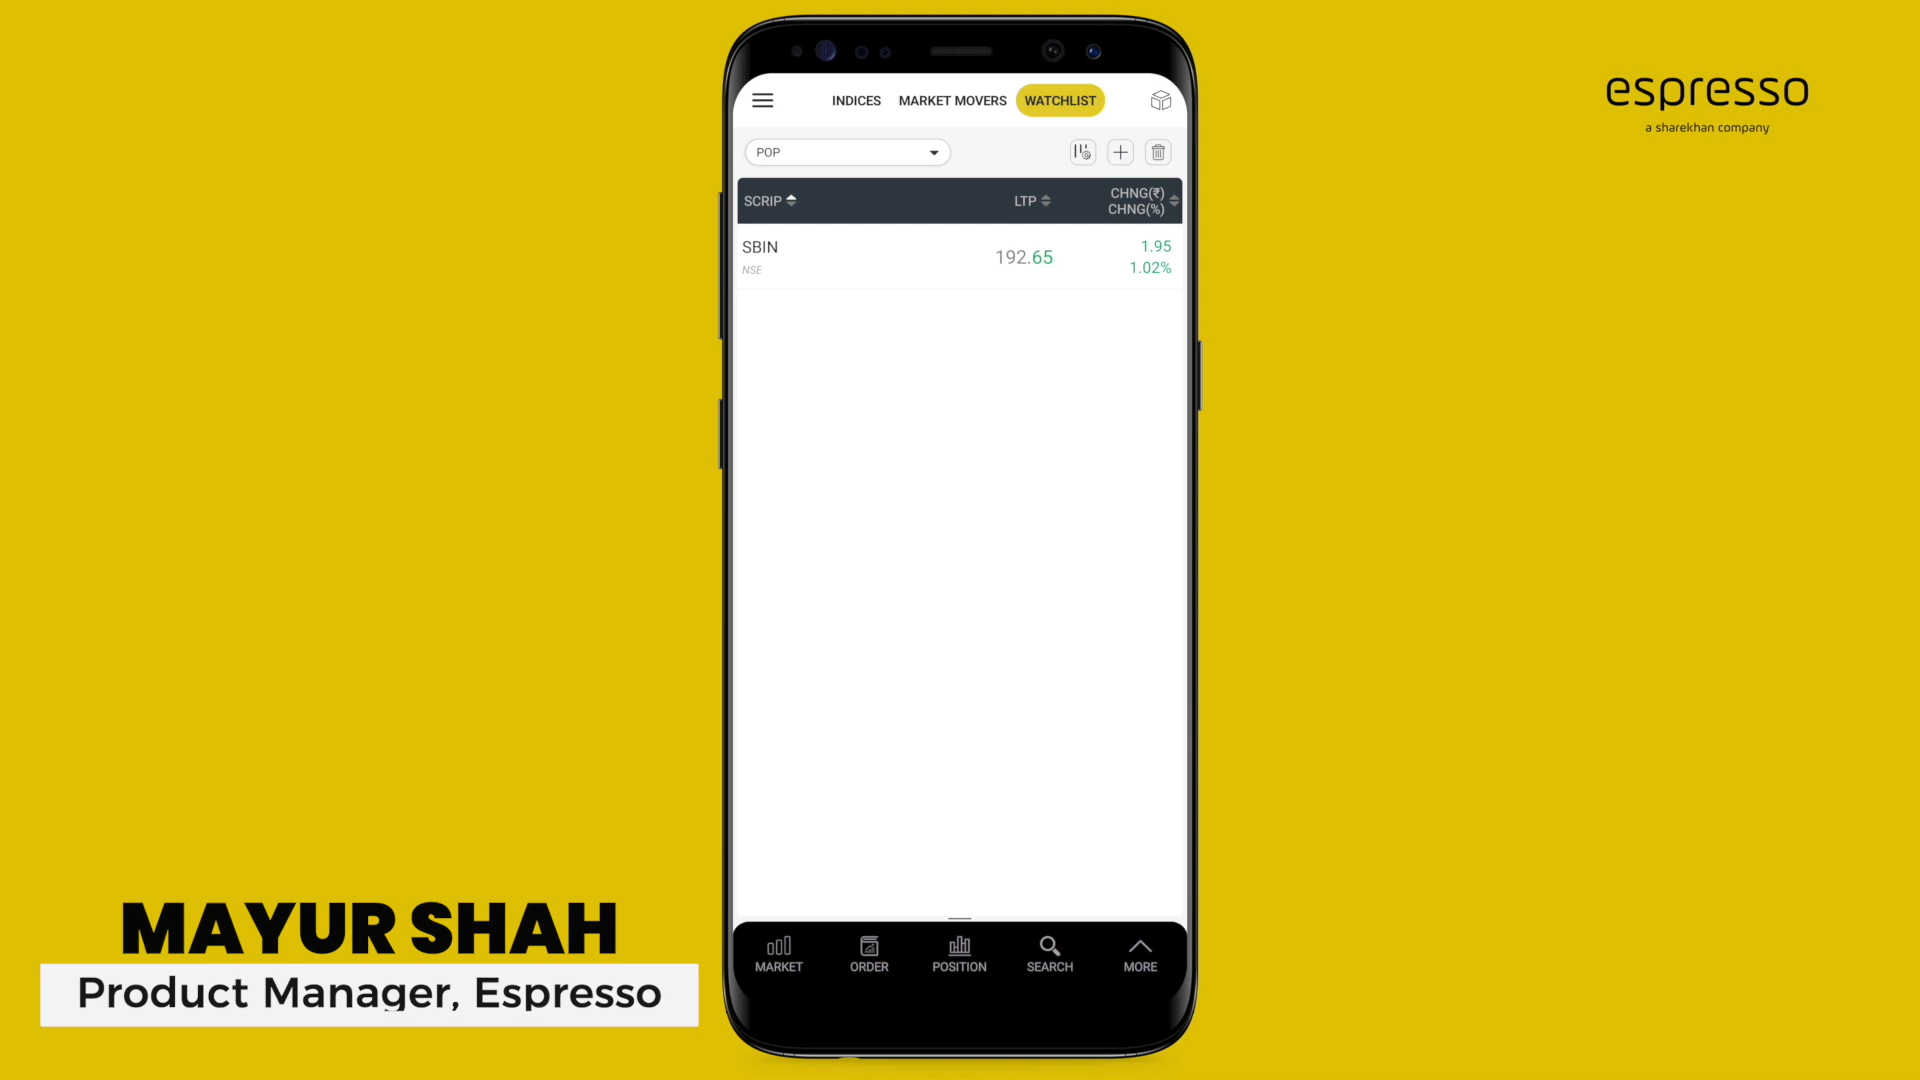 espresso
a sharekhan company
INDICES MARKET MOVERS WATCHLIST
POP
SCRIP LTP CHNG(₹)
CHNG(%)
SBIN 192.65 1.95
NSE 1.02%
MARKET ORDER POSITION SEARCH MORE
MAYUR SHAH
Product Manager, Espresso